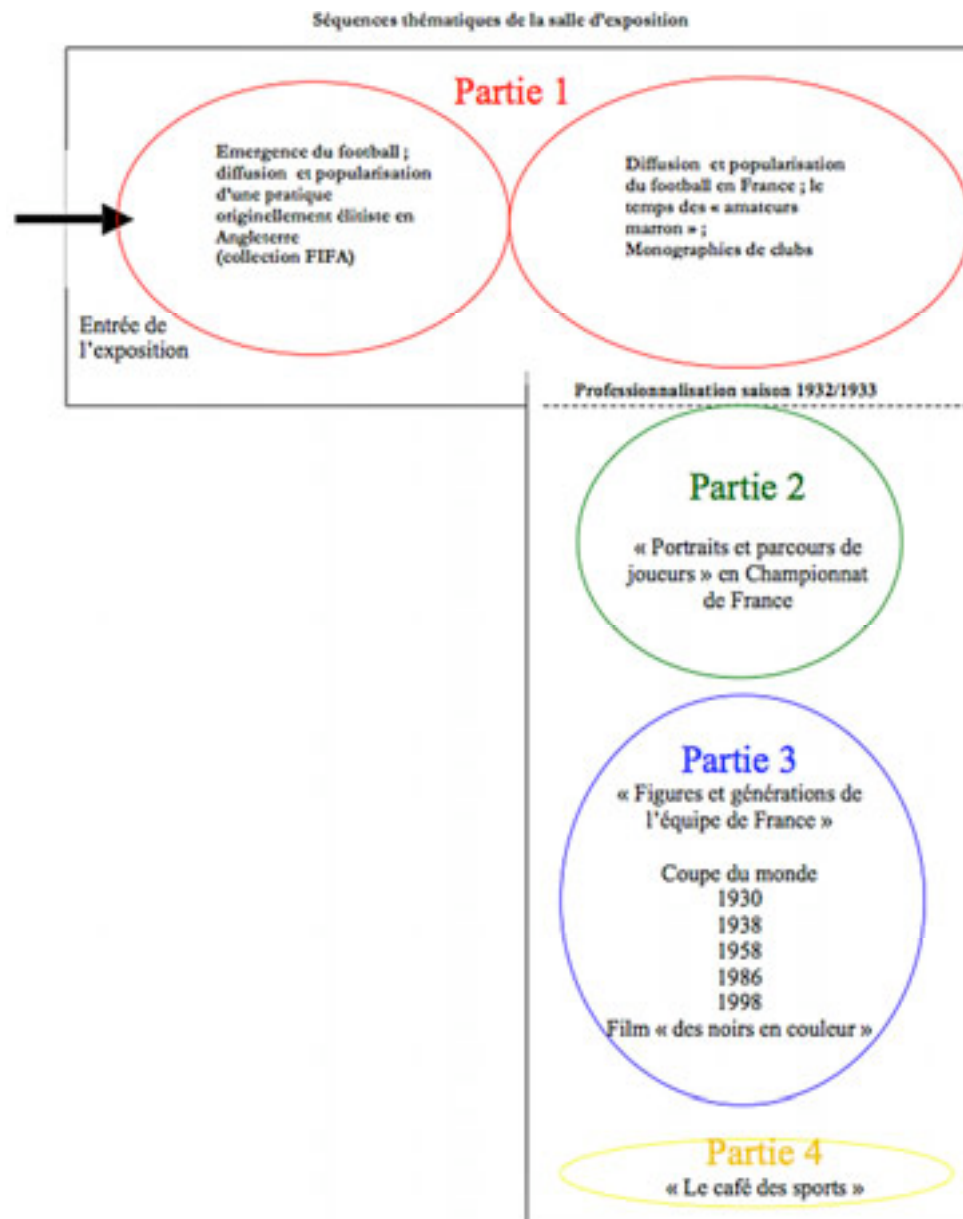 Séquences thématiques de la salle d'exposition
Partie 1
Emergence du football ;
diffusion et popularisation
d'une pratique
originellement élitiste en
Angleterre
(collection FIFA)
Diffusion et popularisation
du football en France ; le
temps des « amateurs
marron » ;
Monographies de clubs
Entrée de
l'exposition
Professionnalisation saison 1932/1933
Partie 2
« Portraits et parcours de
joueurs » en Championnat
de France
Partie 3
« Figures et générations de
l'équipe de France »
Coupe du monde
1930
1938
1958
1986
1998
Film « des noirs en couleur »
Partie 4
« Le café des sports »